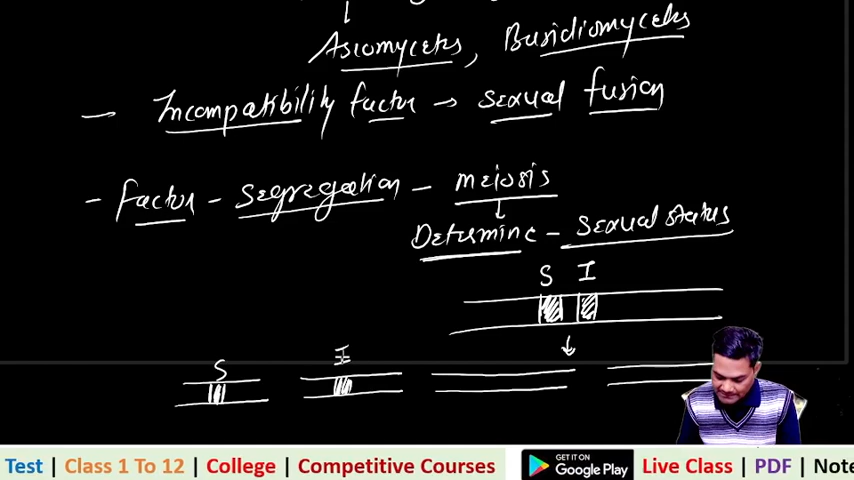 Ascomycetes, Basidiomycetes
— Incompatibility factor → sexual fusion
- Factor - Segregation - meiosis
Determine - Sexual status
S I
S I
Test | Class 1 To 12 | College | Competitive Courses GET IT ON Google Play Live Class | PDF | Note